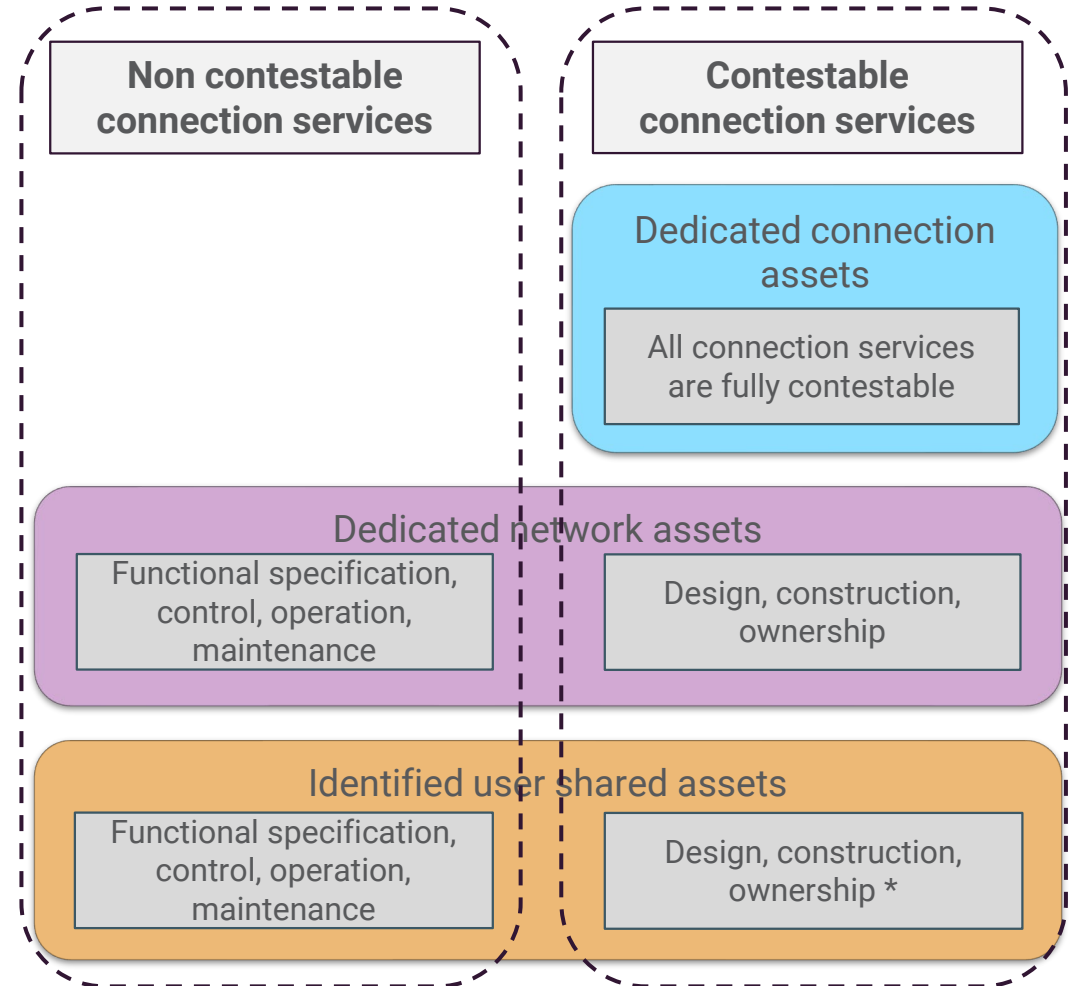 Non contestable
connection services
Contestable
connection services
Dedicated connection
assets
All connection services
are fully contestable
Dedicated network assets
Functional specification,
control, operation,
maintenance
Design, construction,
ownership
Identified user shared assets
Functional specification,
control, operation,
maintenance
Design, construction,
ownership *